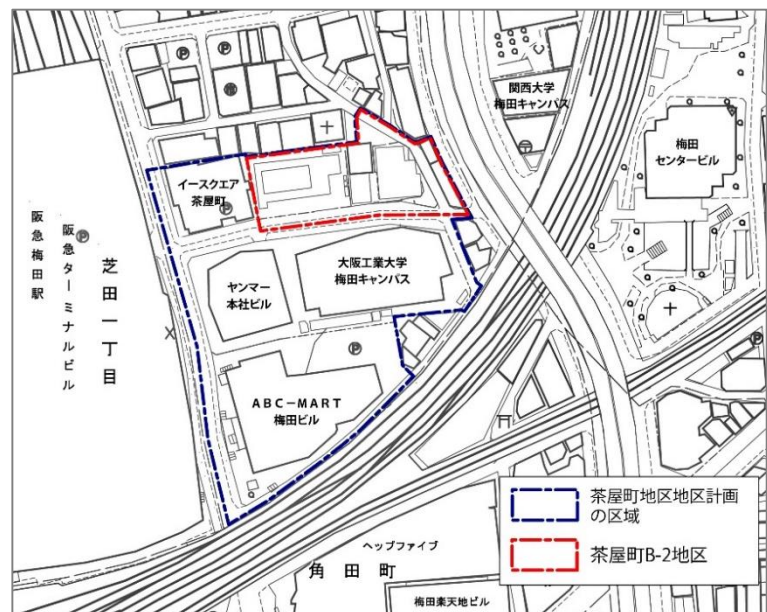 関西大学
梅田キャンパス
梅田
センタービル
イースクエア
茶屋町
P
阪急梅田駅
阪急ターミナルビル
芝田一丁目
ヤンマー
本社ビル
大阪工業大学
梅田キャンパス
P
ABC-MART
梅田ビル
茶屋町地区地区計画
の区域
茶屋町B-2地区
ヘップファイブ
角田町
梅田楽天地ビル